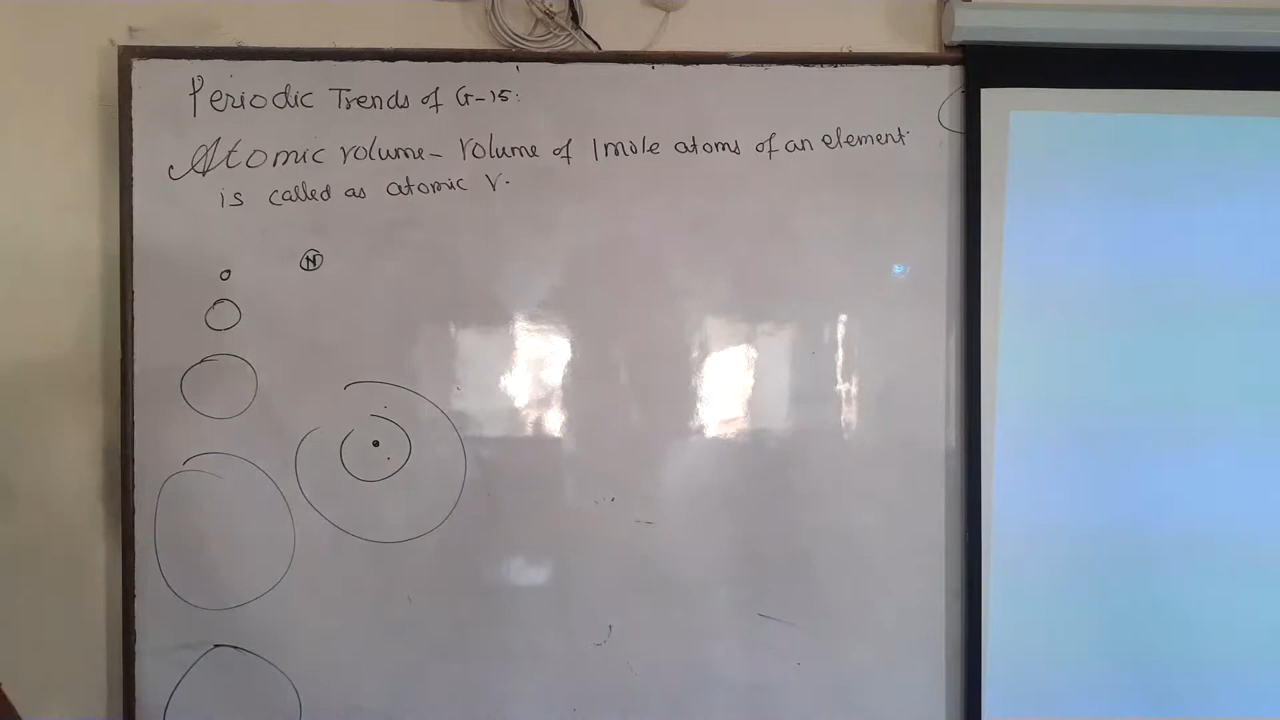 Periodic Trends of G-15:
Atomic volume- Volume of 1 mole atoms of an element
is called as atomic V.
N